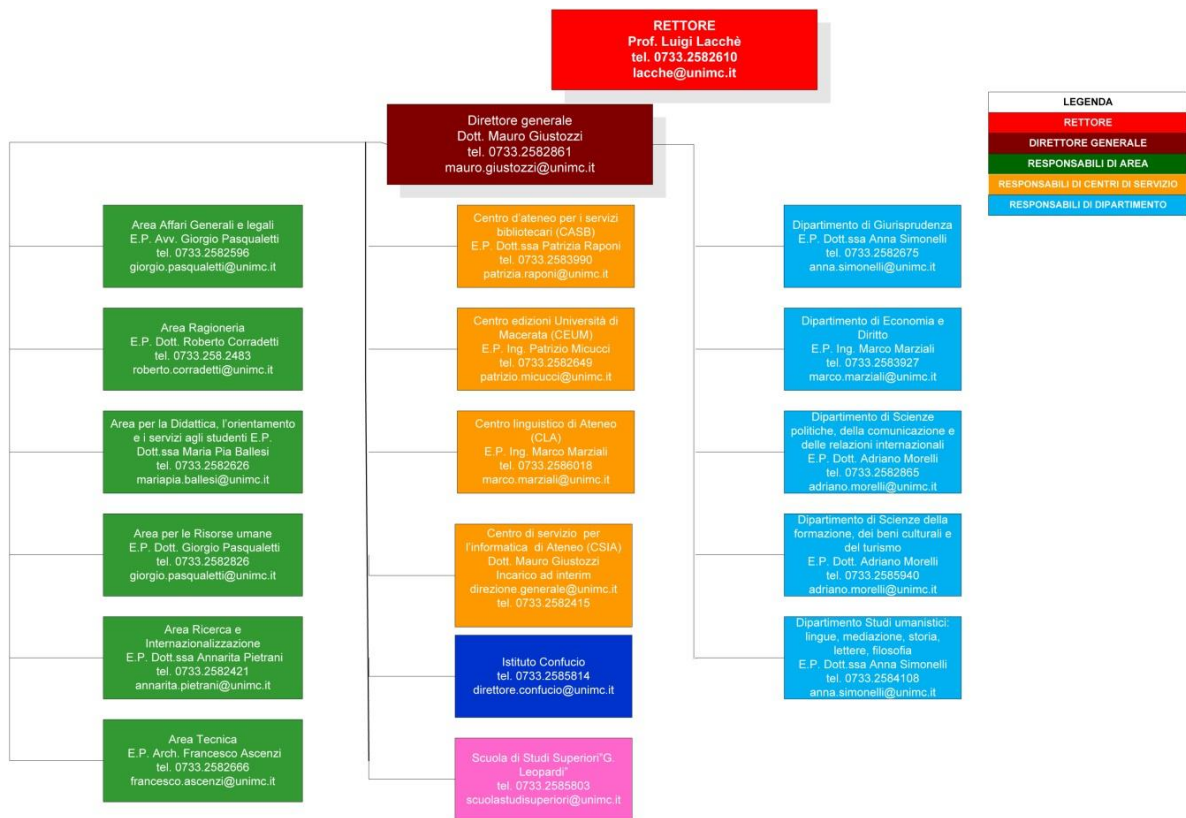 RETTORE
Prof. Luigi Lacchè
tel. 0733.2582610
lacche@unimc.it
Direttore generale
Dott. Mauro Giustozzi
tel. 0733.2582861
mauro.giustozzi@unimc.it
LEGENDA
RETTORE
DIRETTORE GENERALE
RESPONSABILI DI AREA
RESPONSABILI DI CENTRI DI SERVIZIO
RESPONSABILI DI DIPARTIMENTO
Area Affari Generali e legali
E.P. Avv. Giorgio Pasqualetti
tel. 0733.2582596
giorgio.pasqualetti@unimc.it
Area Ragioneria
E.P. Dott. Roberto Corradetti
tel. 0733.258.2483
roberto.corradetti@unimc.it
Area per la Didattica, l'orientamento
e i servizi agli studenti E.P.
Dott.ssa Maria Pia Ballesi
tel. 0733.2582626
mariapia.ballesi@unimc.it
Area per le Risorse umane
E.P. Dott. Giorgio Pasqualetti
tel. 0733.2582826
giorgio.pasqualetti@unimc.it
Area Ricerca e
Internazionalizzazione
E.P. Dott.ssa Annarita Pietrani
tel. 0733.2582421
annarita.pietrani@unimc.it
Area Tecnica
E.P. Arch. Francesco Ascenzi
tel. 0733.2582666
francesco.ascenzi@unimc.it
Centro d'ateneo per i servizi
bibliotecari (CASB)
E.P. Dott.ssa Patrizia Raponi
tel. 0733.2583990
patrizia.raponi@unimc.it
Centro edizioni Università di
Macerata (CEUM)
E.P. Ing. Patrizio Micucci
tel. 0733.2582649
patrizio.micucci@unimc.it
Centro linguistico di Ateneo
(CLA)
E.P. Ing. Marco Marziali
tel. 0733.2586018
marco.marziali@unimc.it
Centro di servizio per
l'informatica di Ateneo (CSIA)
Dott. Mauro Giustozzi
Incarico ad interim
direzione.generale@unimc.it
tel. 0733.2582415
Istituto Confucio
tel. 0733.2585814
direttore.confucio@unimc.it
Scuola di Studi Superiori"G.
Leopardi"
tel. 0733.2585803
scuolastudisuperiori@unimc.it
Dipartimento di Giurisprudenza
E.P. Dott.ssa Anna Simonelli
tel. 0733.2582675
anna.simonelli@unimc.it
Dipartimento di Economia e
Diritto
E.P. Ing. Marco Marziali
tel. 0733.2583927
marco.marziali@unimc.it
Dipartimento di Scienze
politiche, della comunicazione e
delle relazioni internazionali
E.P. Dott. Adriano Morelli
tel. 0733.2582865
adriano.morelli@unimc.it
Dipartimento di Scienze della
formazione, dei beni culturali e
del turismo
E.P. Dott. Adriano Morelli
tel. 0733.2585940
adriano.morelli@unimc.it
Dipartimento Studi umanistici:
lingue, mediazione, storia,
lettere, filosofia
E.P. Dott.ssa Anna Simonelli
tel. 0733.2584108
anna.simonelli@unimc.it